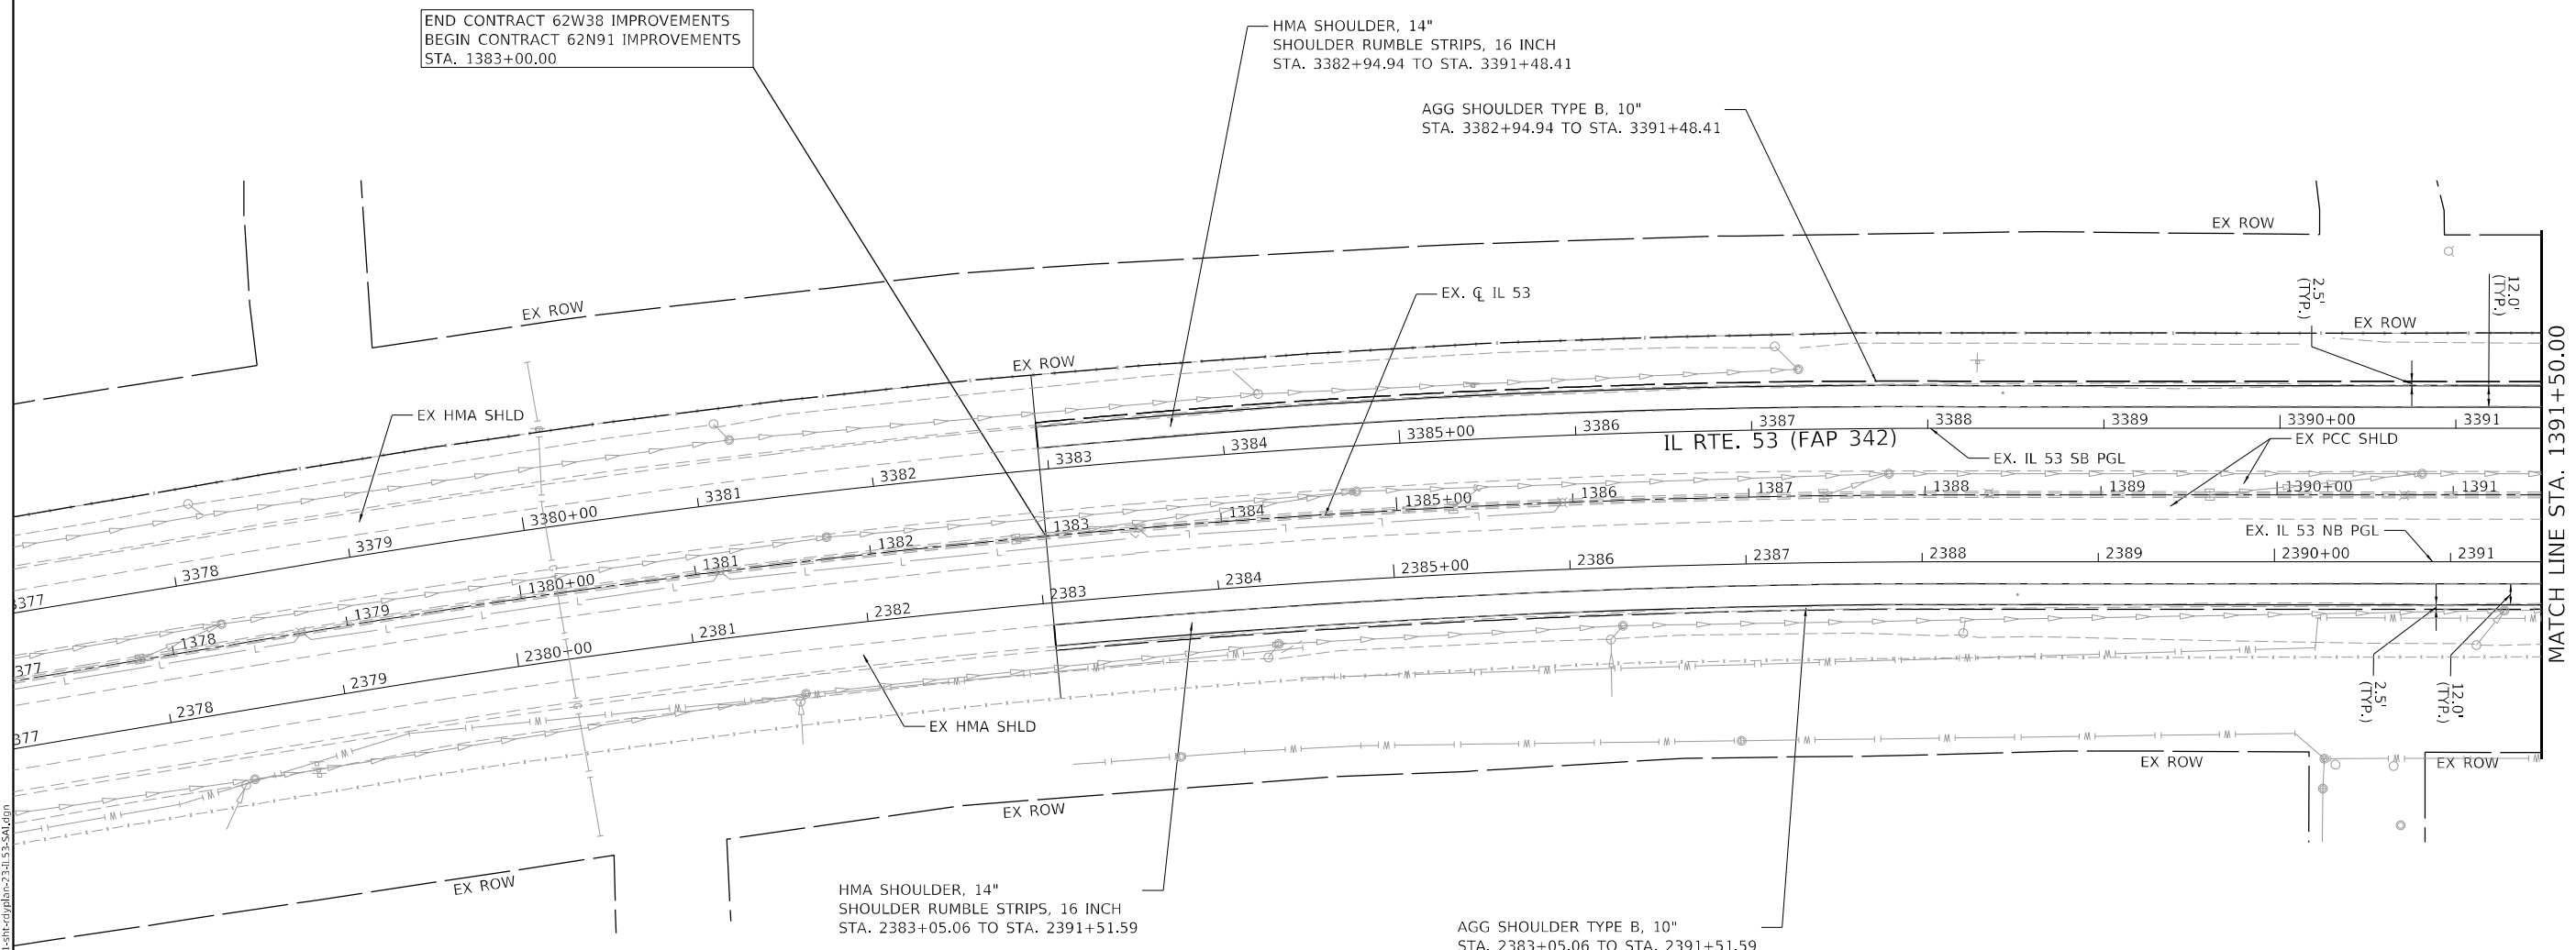 END CONTRACT 62W38 IMPROVEMENTS
BEGIN CONTRACT 62N91 IMPROVEMENTS
STA. 1383+00.00
HMA SHOULDER, 14"
SHOULDER RUMBLE STRIPS, 16 INCH
STA. 3382+94.94 TO STA. 3391+48.41
AGG SHOULDER TYPE B, 10"
STA. 3382+94.94 TO STA. 3391+48.41
EX ROW
EX ROW
EX. ℄ IL 53
2.5'
(TYP.)
12.0'
(TYP.)
EX ROW
EX ROW
EX HMA SHLD
377 3378 3379 3380+00 3381 3382 3383 3384 3385+00 3386 3387 3388 3389 3390+00 3391
IL RTE. 53 (FAP 342)
EX PCC SHLD
EX. IL 53 SB PGL
377 1378 1379 1380+00 1381 1382 1383 1384 1385+00 1386 1387 1388 1389 1390+00 1391
EX. IL 53 NB PGL
377 2378 2379 2380+00 2381 2382 2383 2384 2385+00 2386 2387 2388 2389 2390+00 2391
MATCH LINE STA. 1391+50.00
EX HMA SHLD
2.5'
(TYP.)
12.0'
(TYP.)
EX ROW
EX ROW
EX ROW
EX ROW
HMA SHOULDER, 14"
SHOULDER RUMBLE STRIPS, 16 INCH
STA. 2383+05.06 TO STA. 2391+51.59
AGG SHOULDER TYPE B, 10"
STA. 2383+05.06 TO STA. 2391+51.59